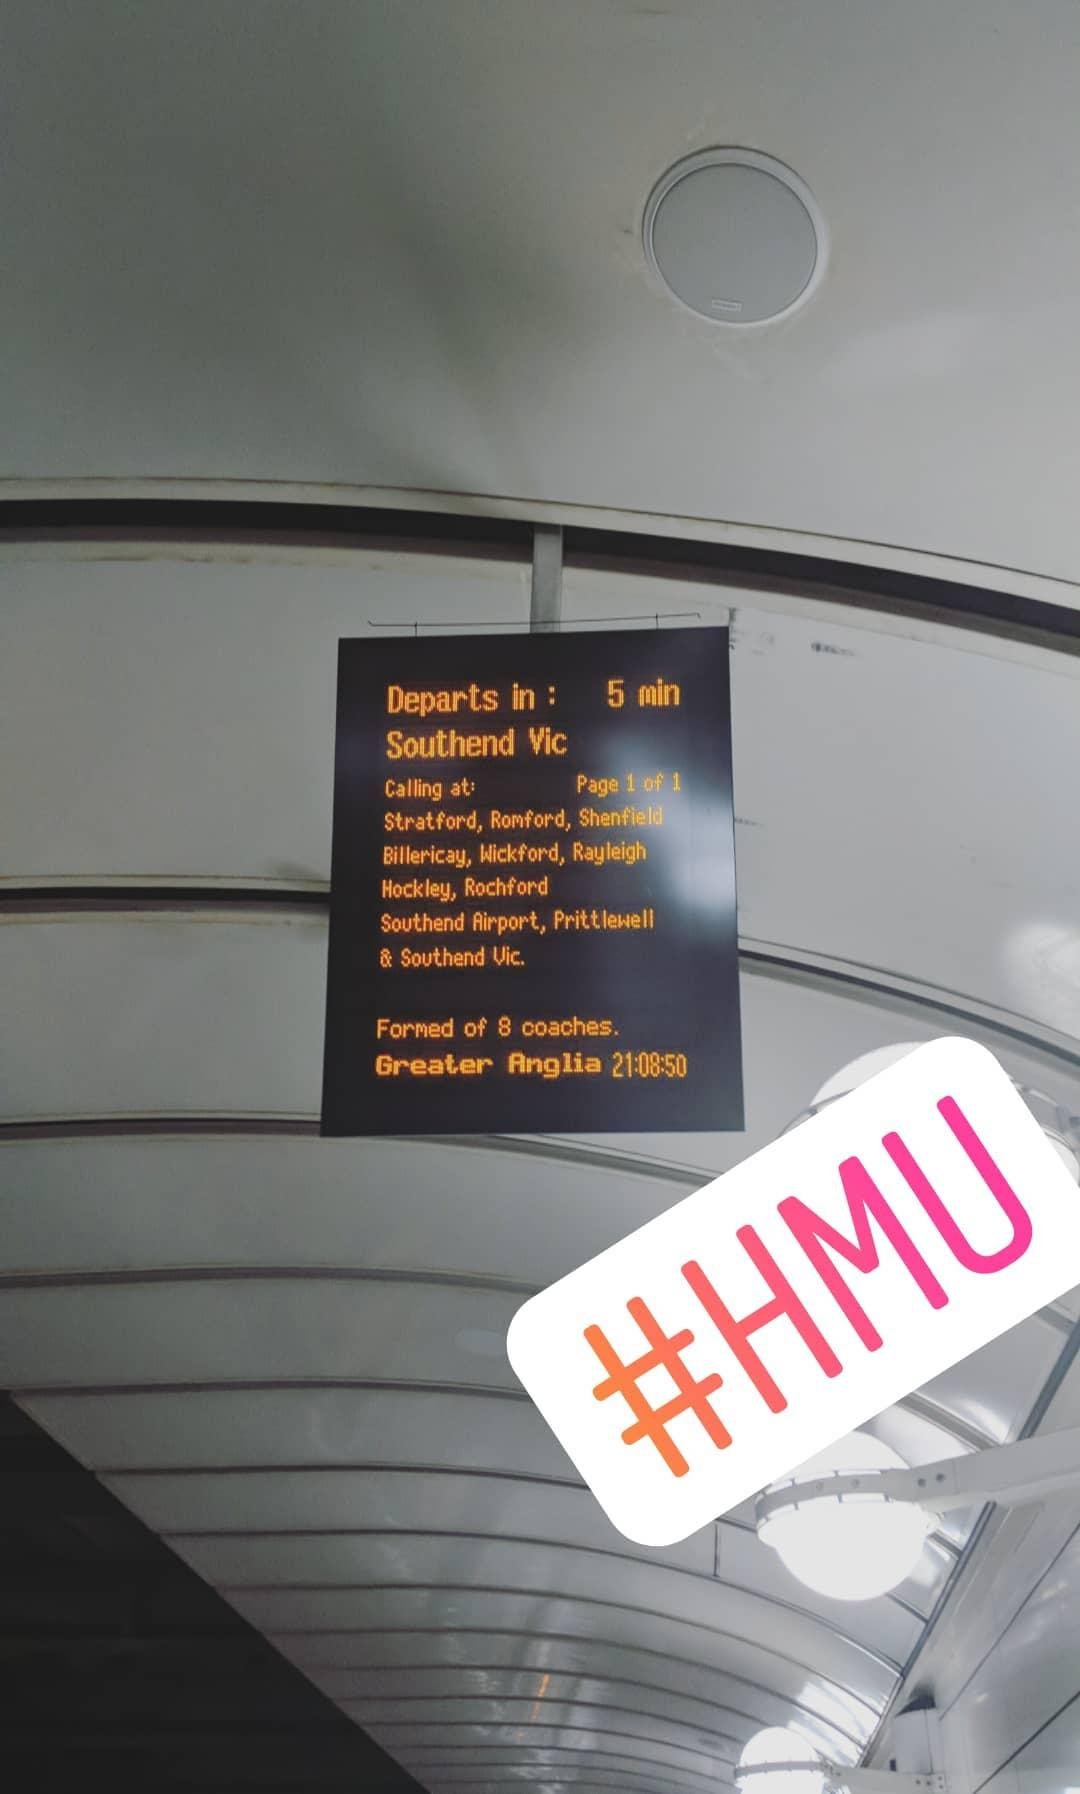 Departs in : 5 min
Southend Vic
Calling at: Page 1 of 1
Stratford, Romford, Shenfield
Billericay, Wickford, Rayleigh
Hockley, Rochford
Southend Airport, Prittlewell
& Southend Vic.
Formed of 8 coaches.
Greater Anglia 21:08:50
#HMU